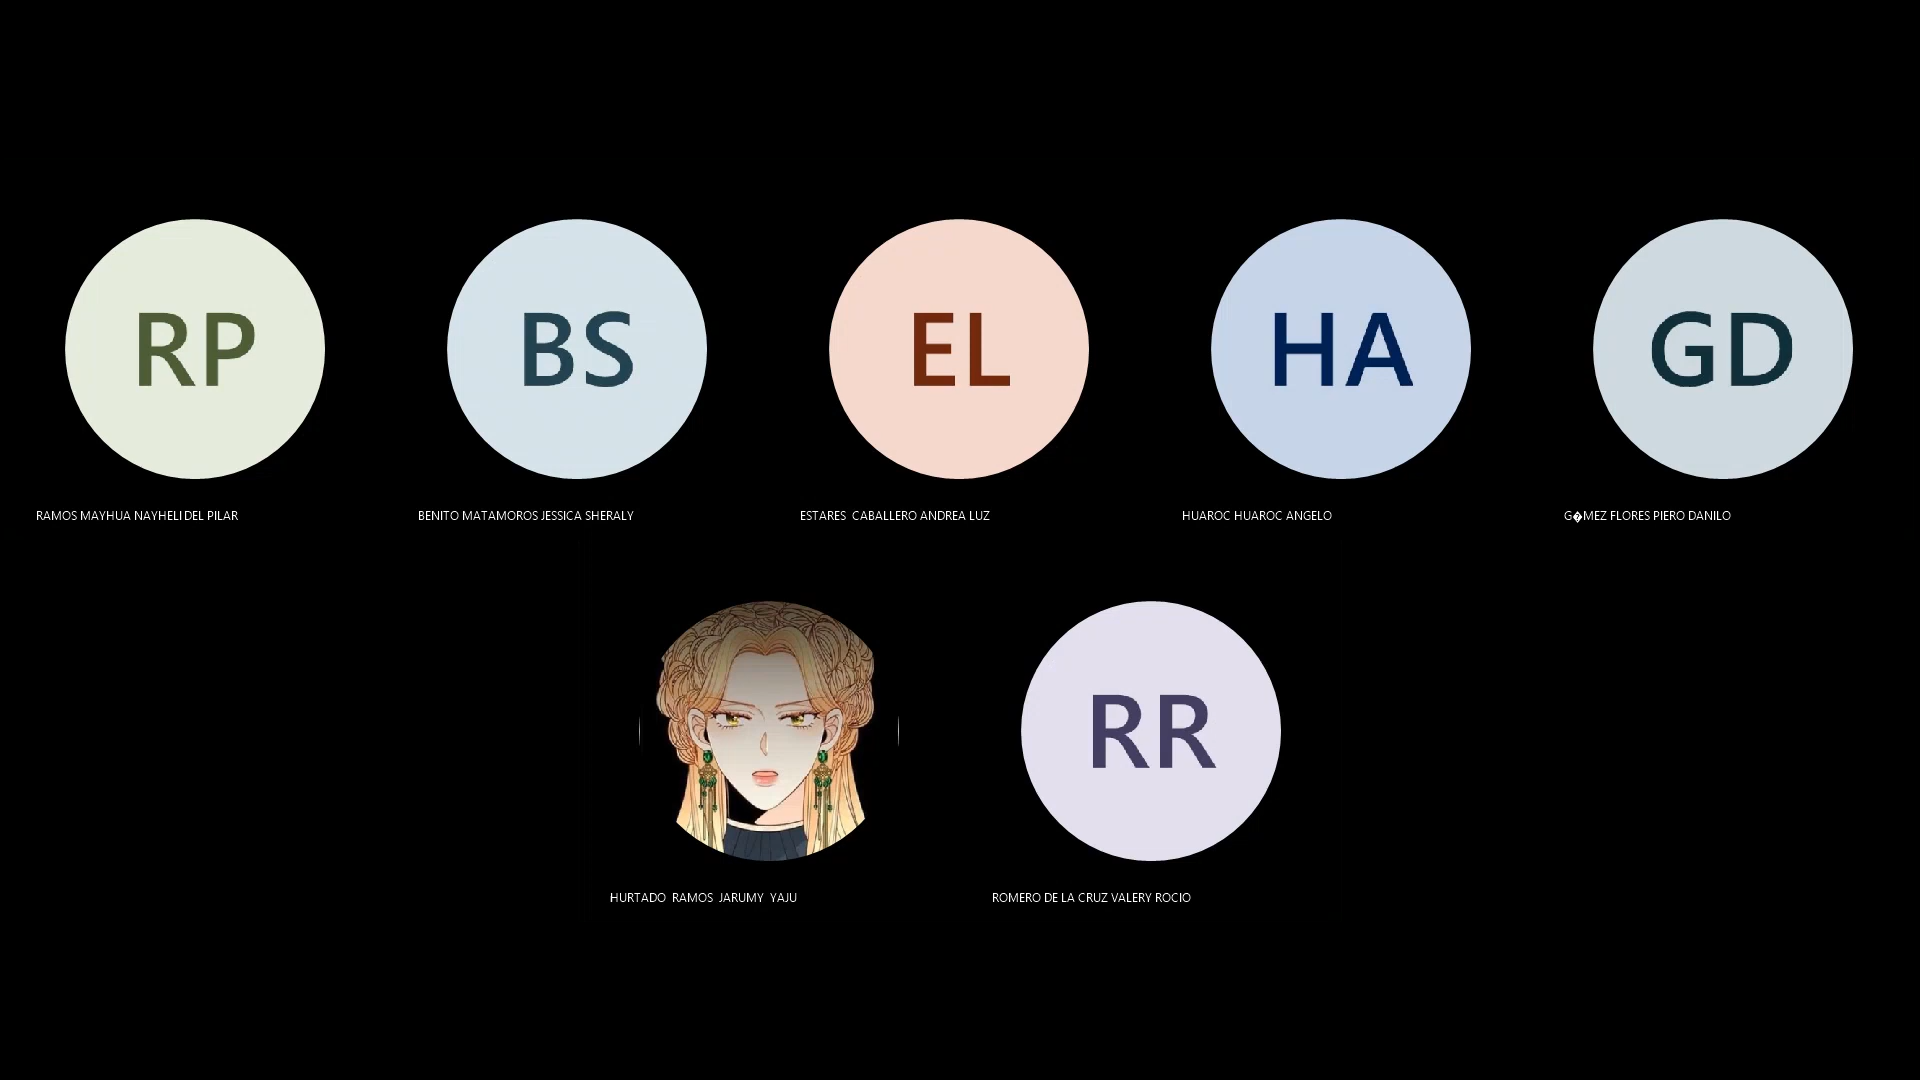 RP
BS
EL
HA
GD
RAMOS MAYHUA NAYHELI DEL PILAR
BENITO MATAMOROS JESSICA SHERALY
ESTARES  CABALLERO ANDREA LUZ
HUAROC HUAROC ANGELO
G�MEZ FLORES PIERO DANILO
RR
HURTADO  RAMOS  JARUMY  YAJU
ROMERO DE LA CRUZ VALERY ROCIO